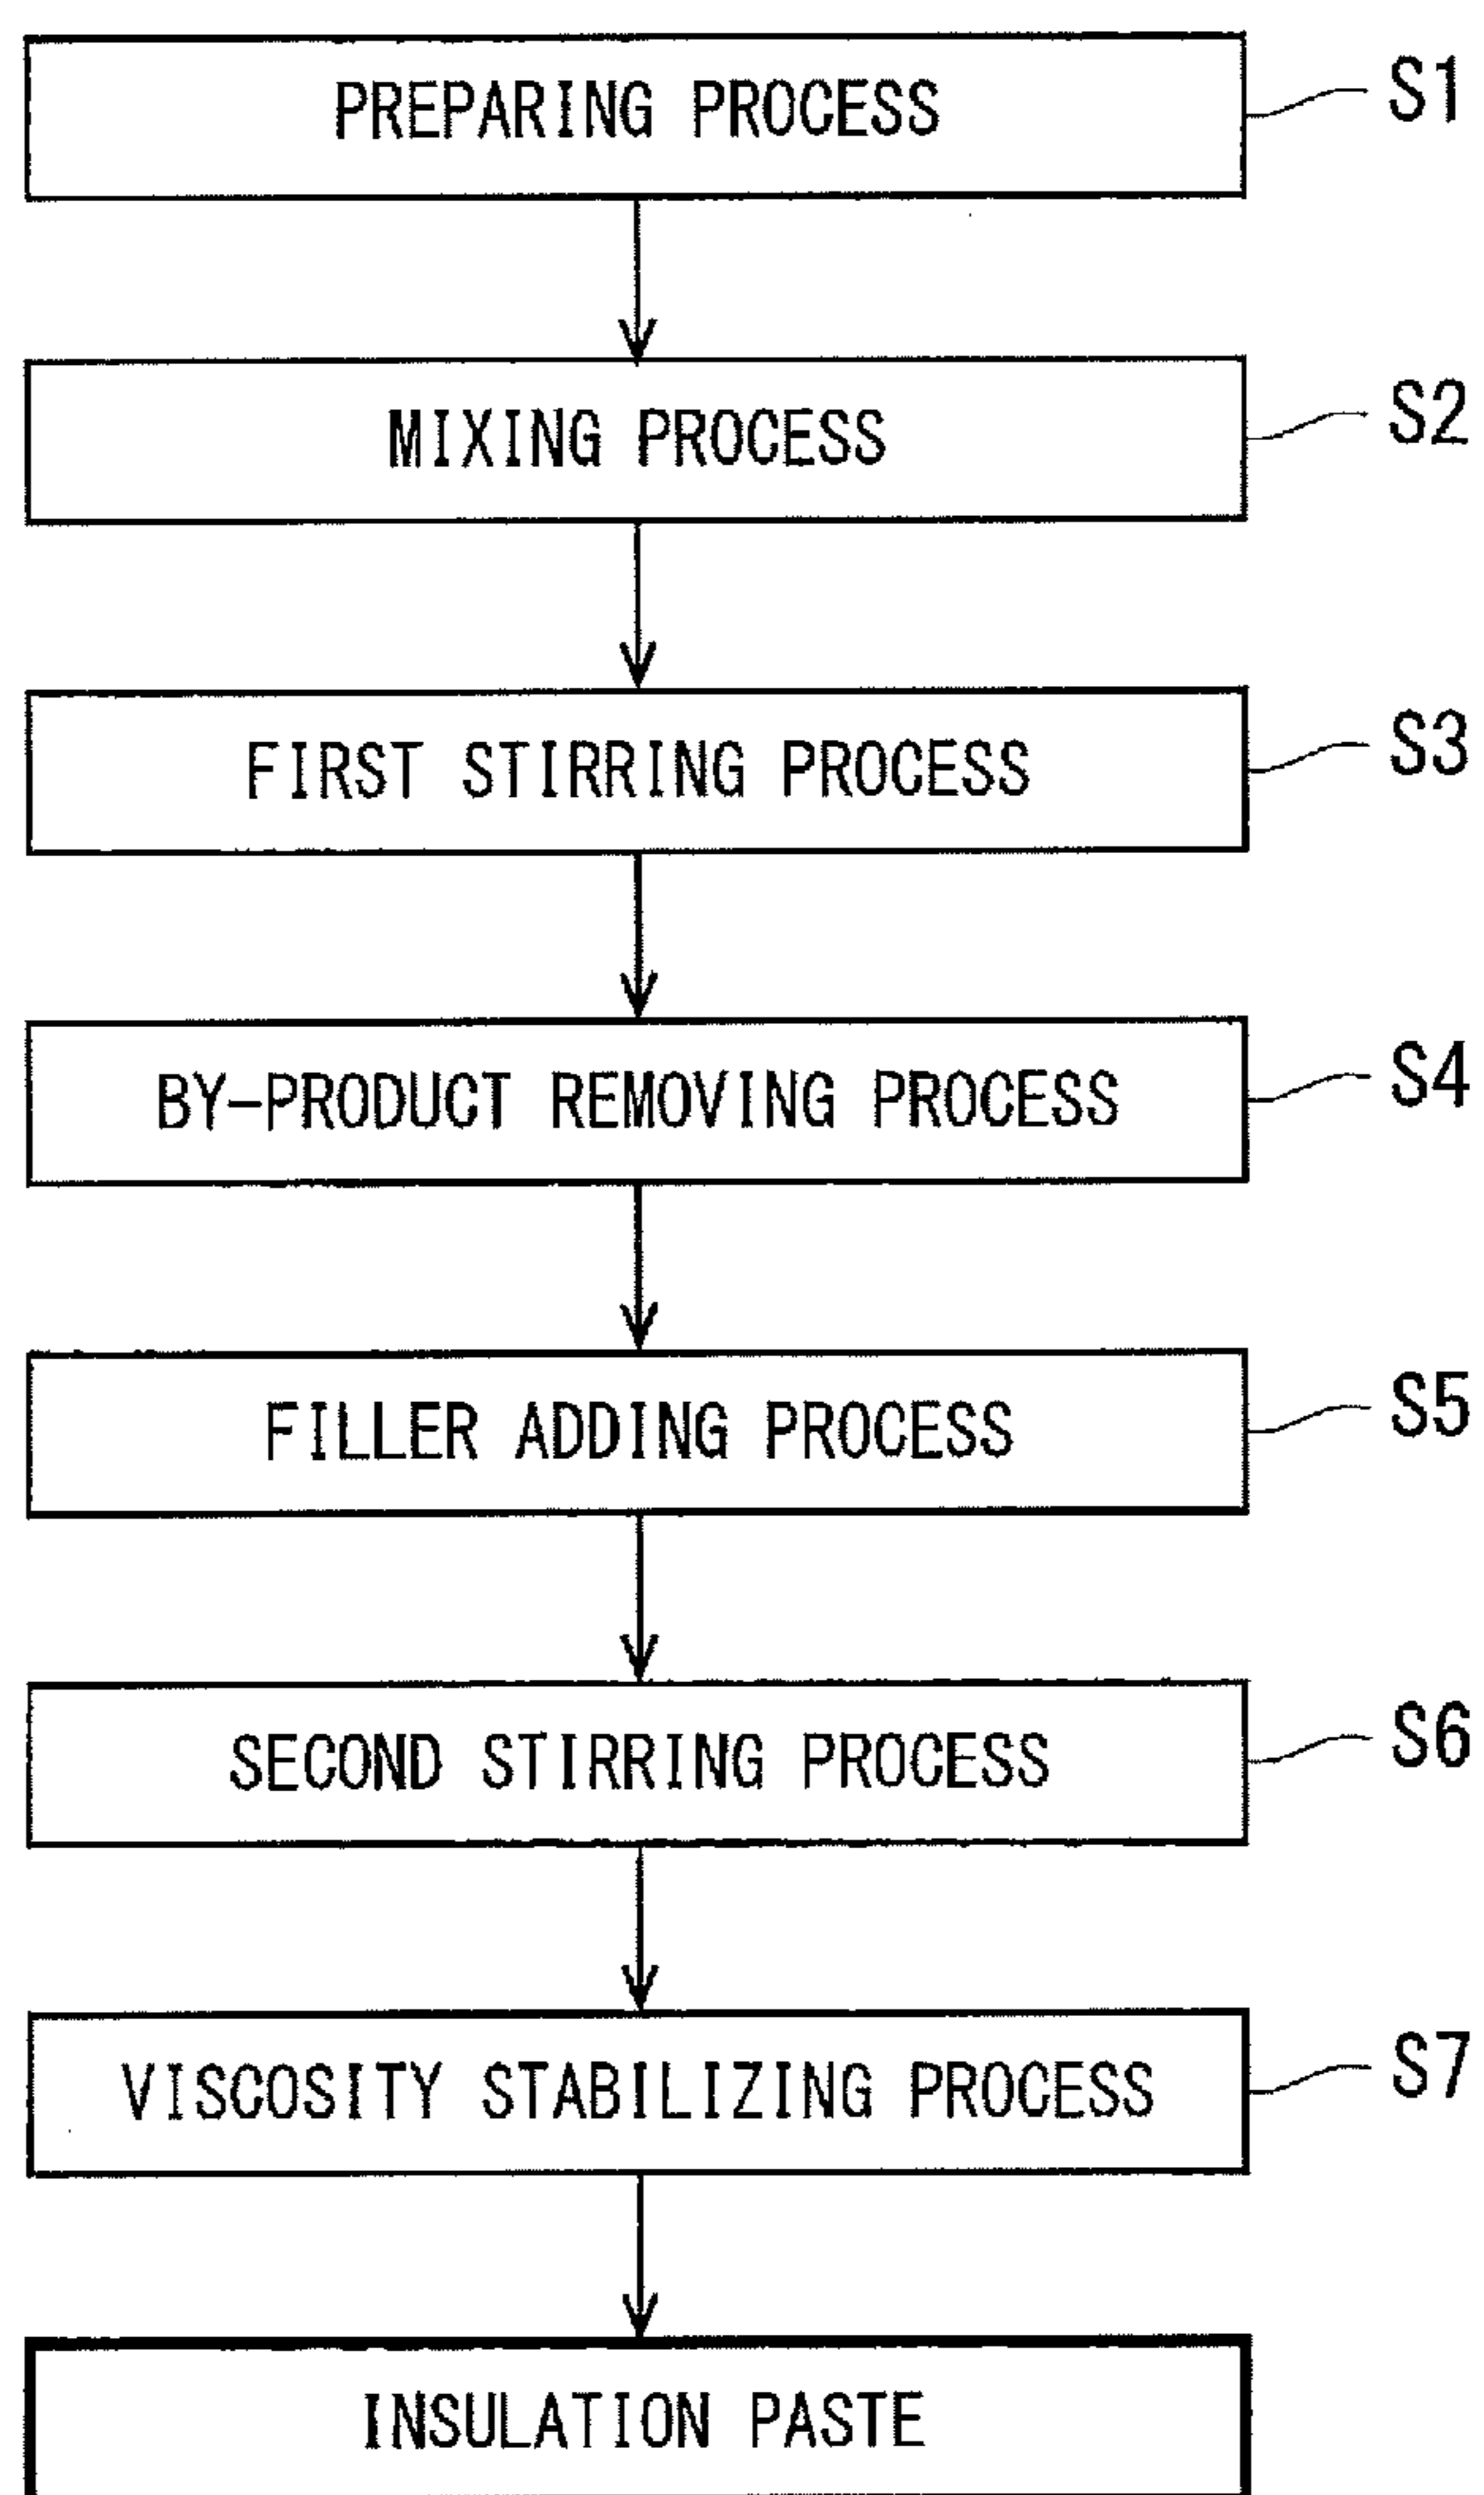 PREPARING PROCESS S1
MIXING PROCESS S2
FIRST STIRRING PROCESS S3
BY-PRODUCT REMOVING PROCESS S4
FILLER ADDING PROCESS S5
SECOND STIRRING PROCESS S6
VISCOSITY STABILIZING PROCESS S7
INSULATION PASTE